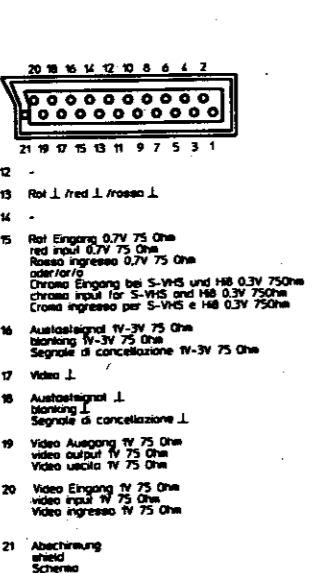 20 18 16 14 12 10 8 6 4 2
21 19 17 15 13 11 9 7 5 3 1
12 -
13 Rot ⊥ /red ⊥ /rosso ⊥
14 -
15 Rot Eingang 0.7V 75 Ohm
red input 0.7V 75 Ohm
Rosso ingresso 0,7V 75 Ohm
oder/or/o
Chroma Eingang bei S-VHS und Hi8 0.3V 75Ohm
chroma input for S-VHS and Hi8 0.3V 75Ohm
Croma ingresso per S-VHS e Hi8 0.3V 75Ohm
16 Austastsignal 1V-3V 75 Ohm
blanking 1V-3V 75 Ohm
Segnale di concellazione 1V-3V 75 Ohm
17 Video ⊥
18 Austastsignal ⊥
blanking ⊥
Segnale di concellazione ⊥
19 Video Ausgang 1V 75 Ohm
video output 1V 75 Ohm
Video uscita 1V 75 Ohm
20 Video Eingang 1V 75 Ohm
video input 1V 75 Ohm
Video ingresso 1V 75 Ohm
21 Abschirmung
shield
Schermo